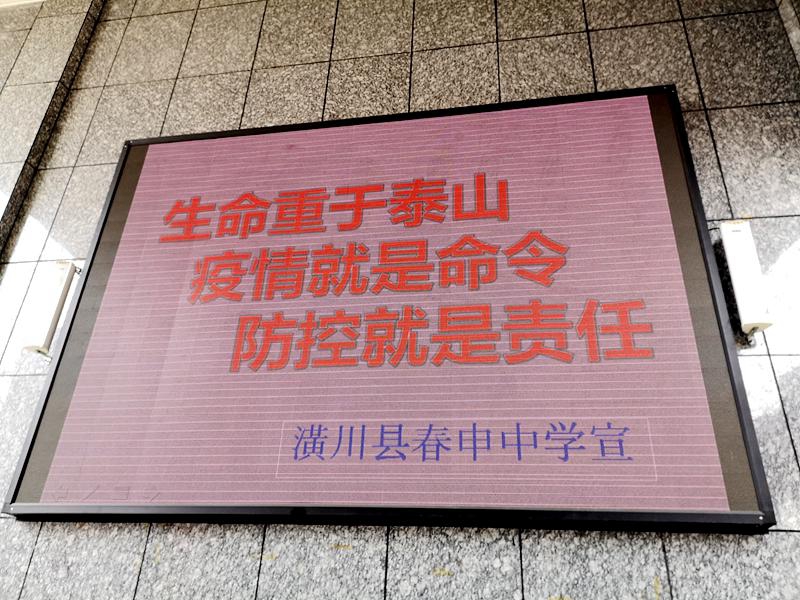 生命重于泰山
疫情就是命令
防控就是责任
潢川县春申中学宣